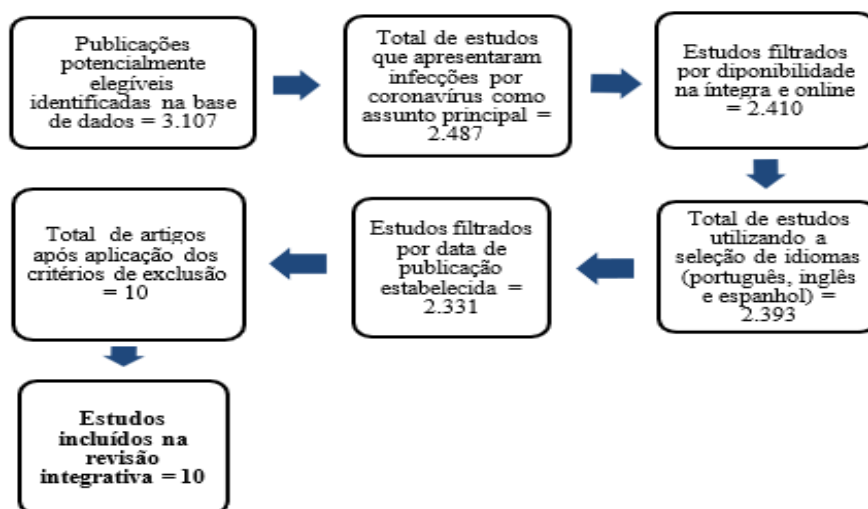 Publicações
potencialmente
elegíveis
identificadas na base
de dados = 3.107
Total de estudos
que apresentaram
infecções por
coronavírus como
assunto principal =
2.487
Estudos filtrados
por diponibilidade
na íntegra e online
= 2.410
Total de estudos
utilizando a
seleção de idiomas
(português, inglês
e espanhol) =
2.393
Estudos filtrados
por data de
publicação
estabelecida =
2.331
Total de artigos
após aplicação dos
critérios de exclusão
= 10
Estudos
incluídos na
revisão
integrativa = 10